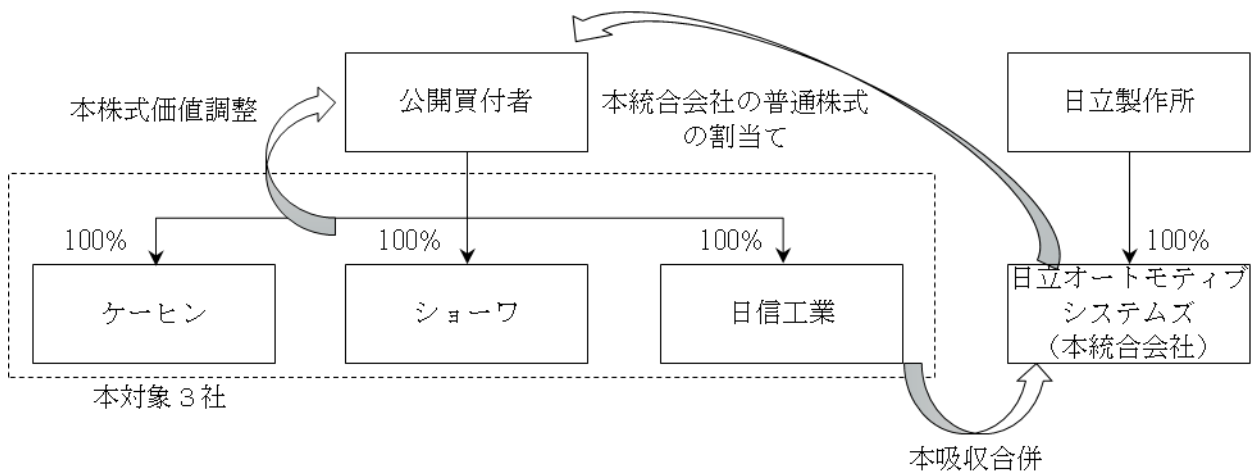 公開買付者
日立製作所
本株式価値調整
本統合会社の普通株式
の割当て
100%
100%
100%
100%
ケーヒン
ショーワ
日信工業
日立オートモティブ
システムズ
（本統合会社）
本対象３社
本吸収合併